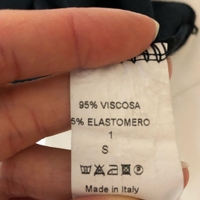 95% VISCOSA
5% ELASTOMERO
1
S
Made in Italy